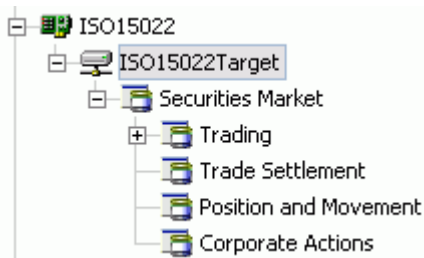 ISO15022
ISO15022Target
Securities Market
Trading
Trade Settlement
Position and Movement
Corporate Actions